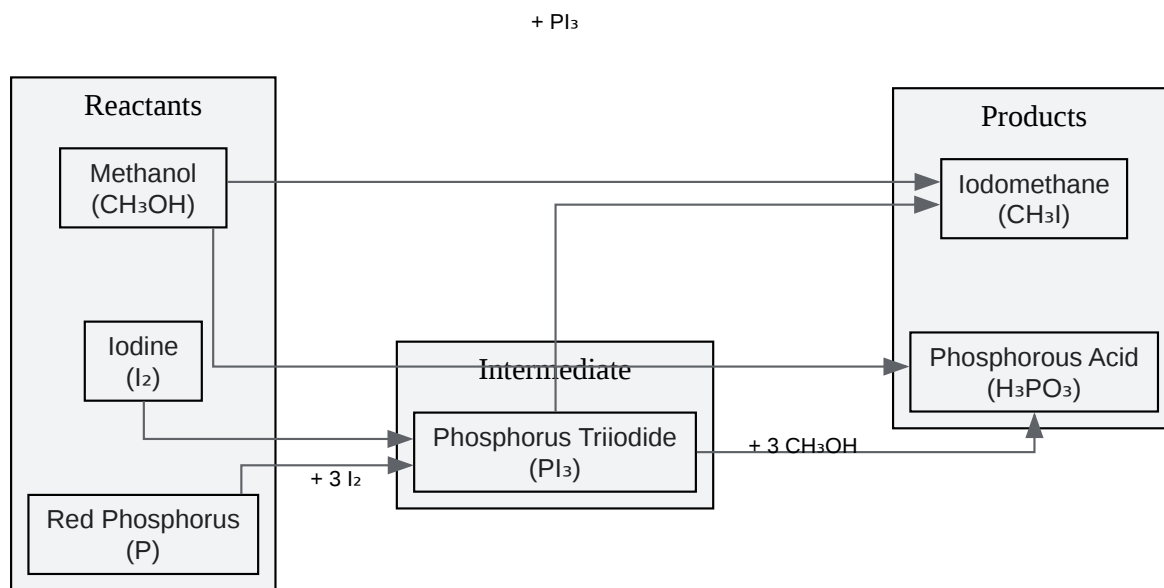 + PI₃
Reactants
Methanol
(CH₃OH)
Iodine
(I₂)
Red Phosphorus
(P)
+ 3 I₂
Intermediate
Phosphorus Triiodide
(PI₃)
+ 3 CH₃OH
Products
Iodomethane
(CH₃I)
Phosphorous Acid
(H₃PO₃)